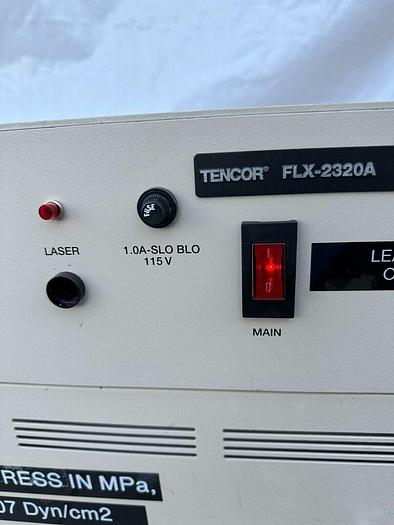 TENCOR® FLX-2320A
FUSE
LASER
1.0A-SLO BLO
115 V
MAIN
RESS IN MPa,
07 Dyn/cm2